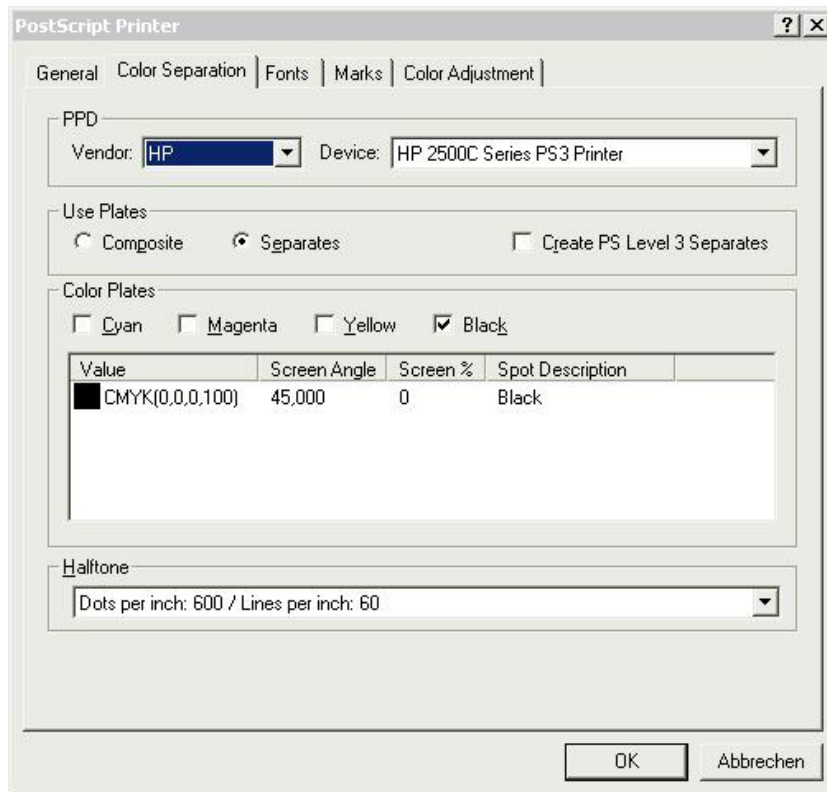 PostScript Printer
General Color Separation Fonts Marks Color Adjustment
PPD
Vendor: HP Device: HP 2500C Series PS3 Printer
Use Plates
Composite Separates Create PS Level 3 Separates
Color Plates
Cyan Magenta Yellow Black
Value Screen Angle Screen % Spot Description
CMYK(0,0,0,100) 45,000 0 Black
Halftone
Dots per inch: 600 / Lines per inch: 60
OK Abbrechen